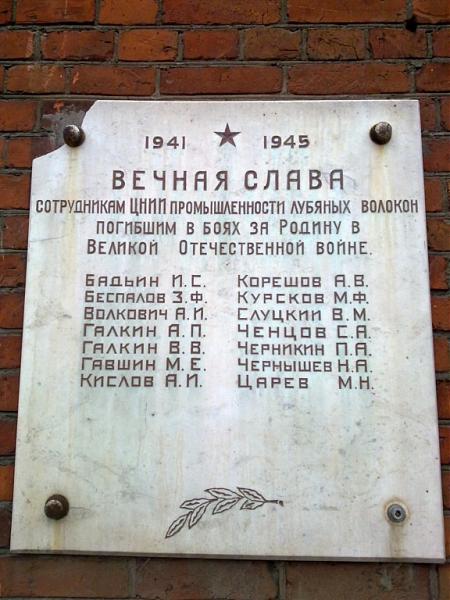 1941 ★ 1945
ВЕЧНАЯ СЛАВА
СОТРУДНИКАМ ЦНИИ ПРОМЫШЛЕННОСТИ ЛУБЯНЫХ ВОЛОКОН
ПОГИБШИМ В БОЯХ ЗА РОДИНУ В
ВЕЛИКОЙ ОТЕЧЕСТВЕННОЙ ВОЙНЕ.
БАДЬИН И.С.
БЕСПАЛОВ З.Ф.
ВОЛКОВИЧ А.И.
ГАЛКИН А.П.
ГАЛКИН В.В.
ГАВШИН М.Е.
КИСЛОВ А.И.
КОРЕШОВ А.В.
КУРСКОВ М.Ф.
СЛУЦКИЙ В.М.
ЧЕНЦОВ С.А.
ЧЕРНИКИН П.А.
ЧЕРНЫШЕВ Н.А.
ЦАРЕВ М.Н.